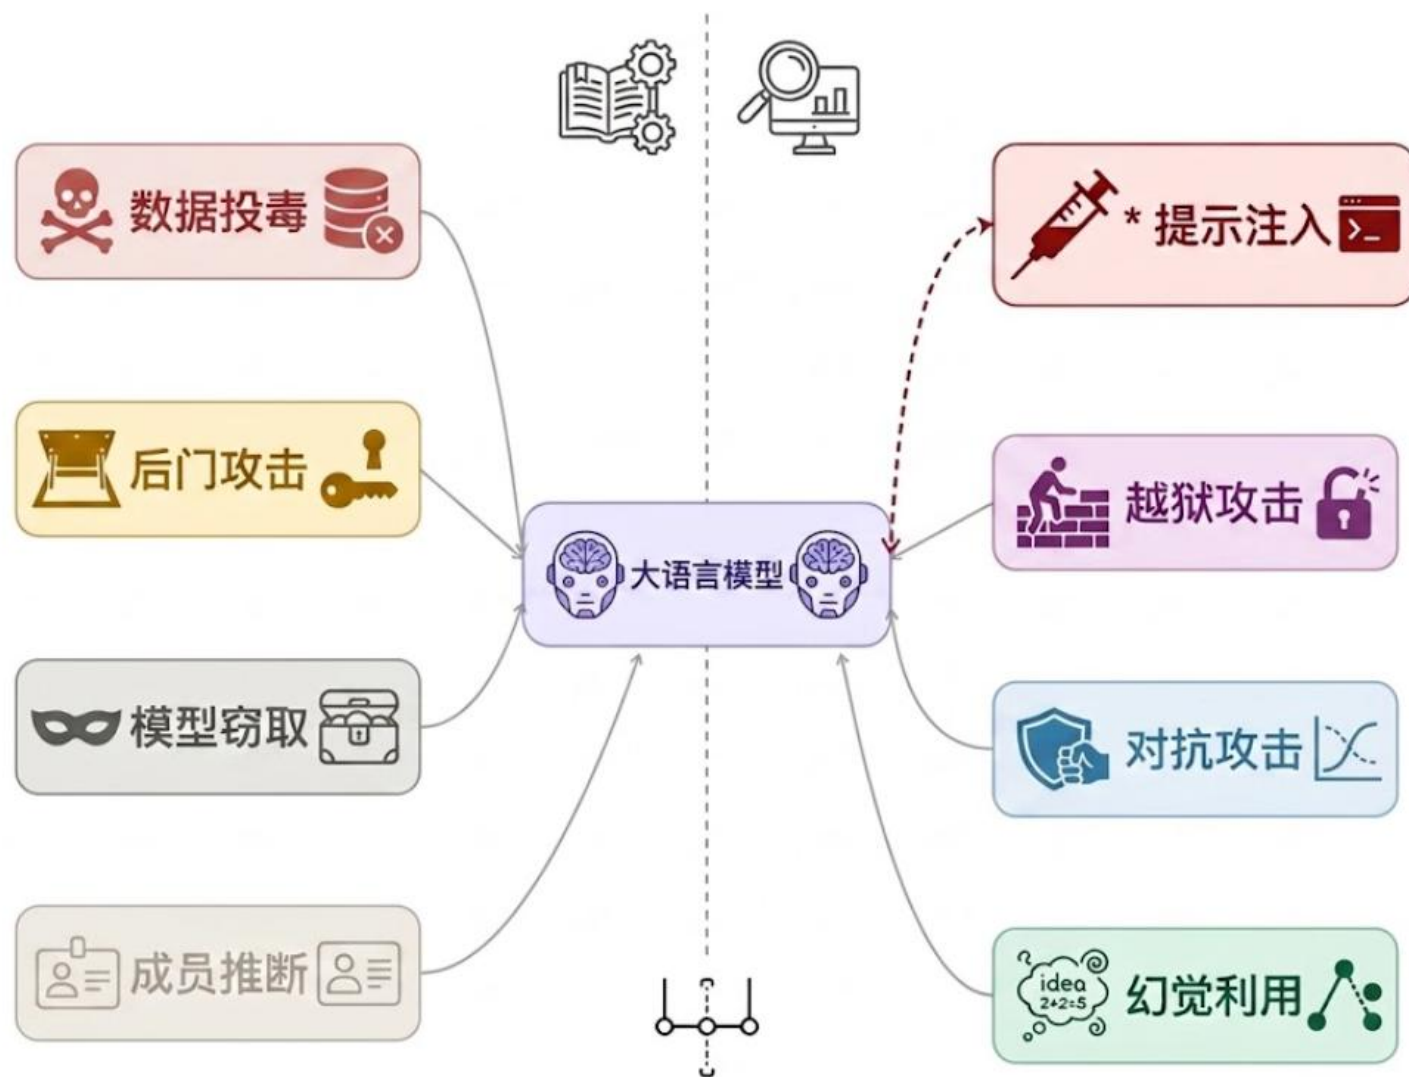 数据投毒
* 提示注入
>_
后门攻击
越狱攻击
大语言模型
模型窃取
对抗攻击
成员推断
?
idea
2+2=5
幻觉利用